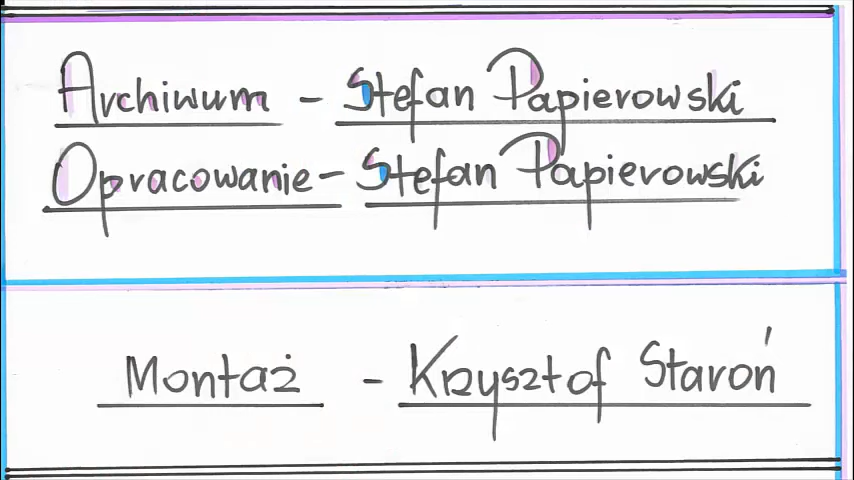 Archiwum - Stefan Papierowski
Opracowanie - Stefan Papierowski
Montaż - Krzysztof Staroń